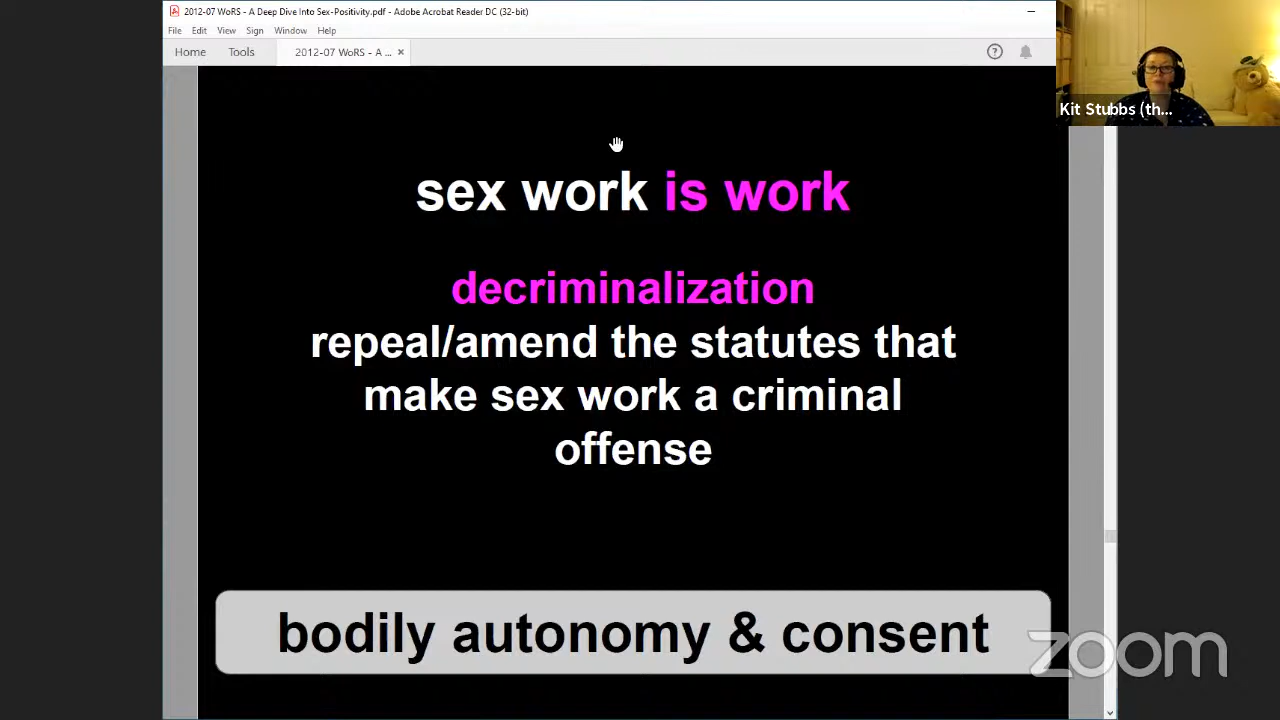 2012-07 WoRS - A Deep Dive Into Sex-Positivity.pdf - Adobe Acrobat Reader DC (32-bit)
File Edit View Sign Window Help
Home Tools 2012-07 WoRS - A ... ×
Kit Stubbs (th...
sex work is work
decriminalization
repeal/amend the statutes that
make sex work a criminal
offense
bodily autonomy & consent
zoom